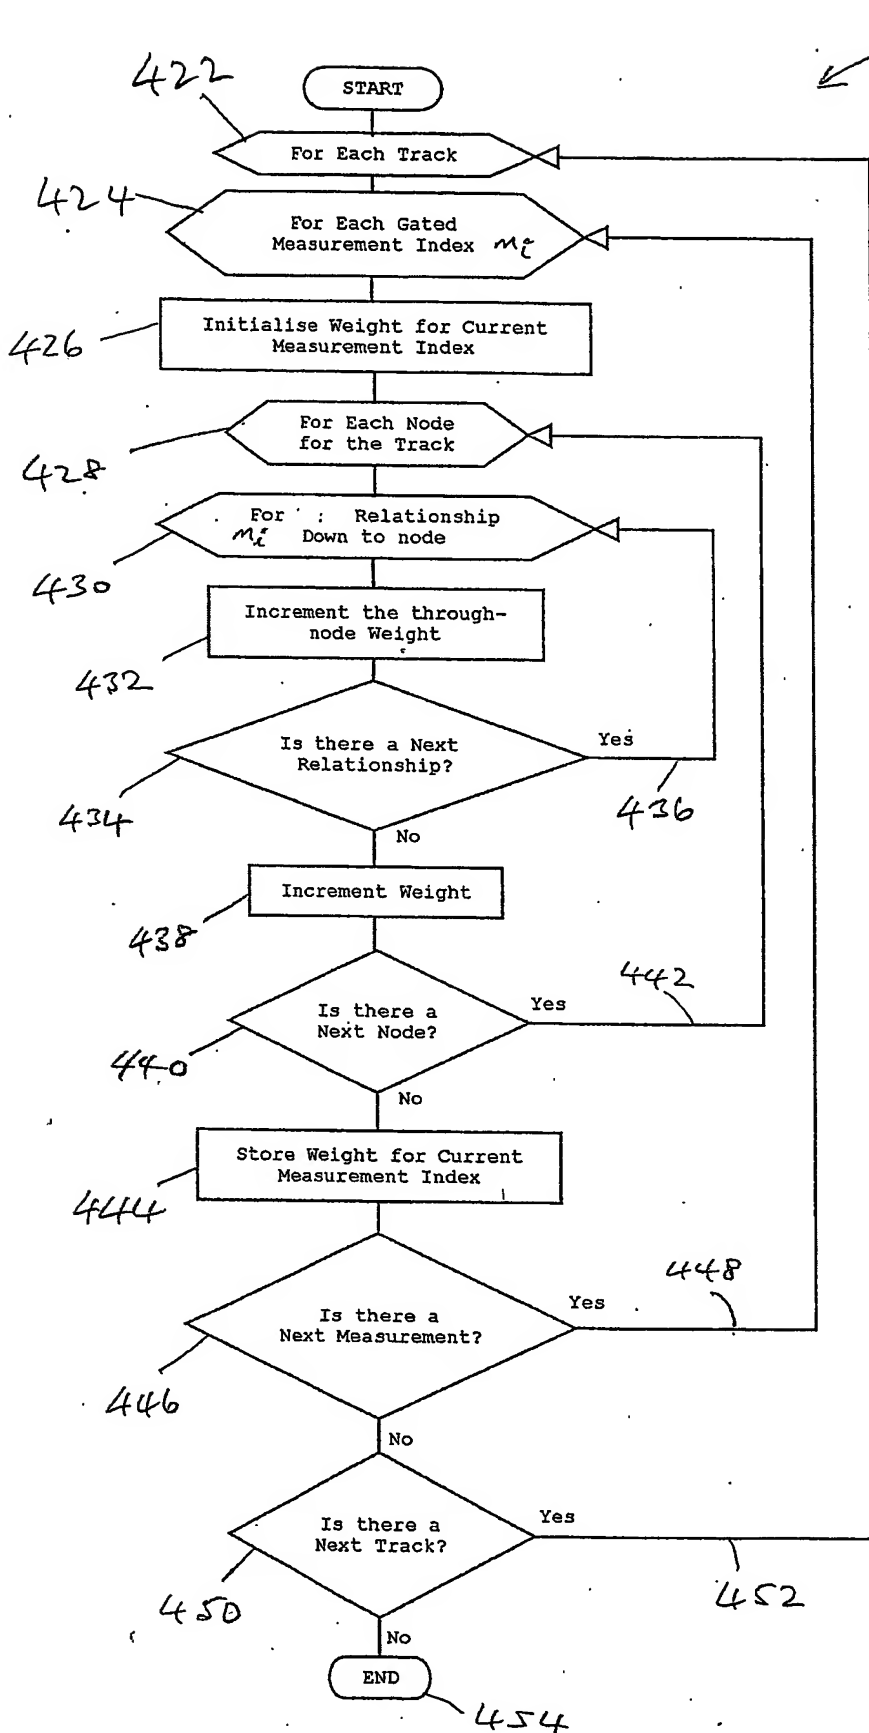 422
START
For Each Track
424
For Each Gated
Measurement Index mi
426
Initialise Weight for Current
Measurement Index
428
For Each Node
for the Track
430
For : Relationship
mi Down to node
432
Increment the through-
node Weight
434
Is there a Next
Relationship?
Yes
436
No
438
Increment Weight
440
Is there a
Next Node?
Yes
442
No
444
Store Weight for Current
Measurement Index
446
Is there a
Next Measurement?
Yes
448
No
450
Is there a
Next Track?
Yes
452
No
END
454